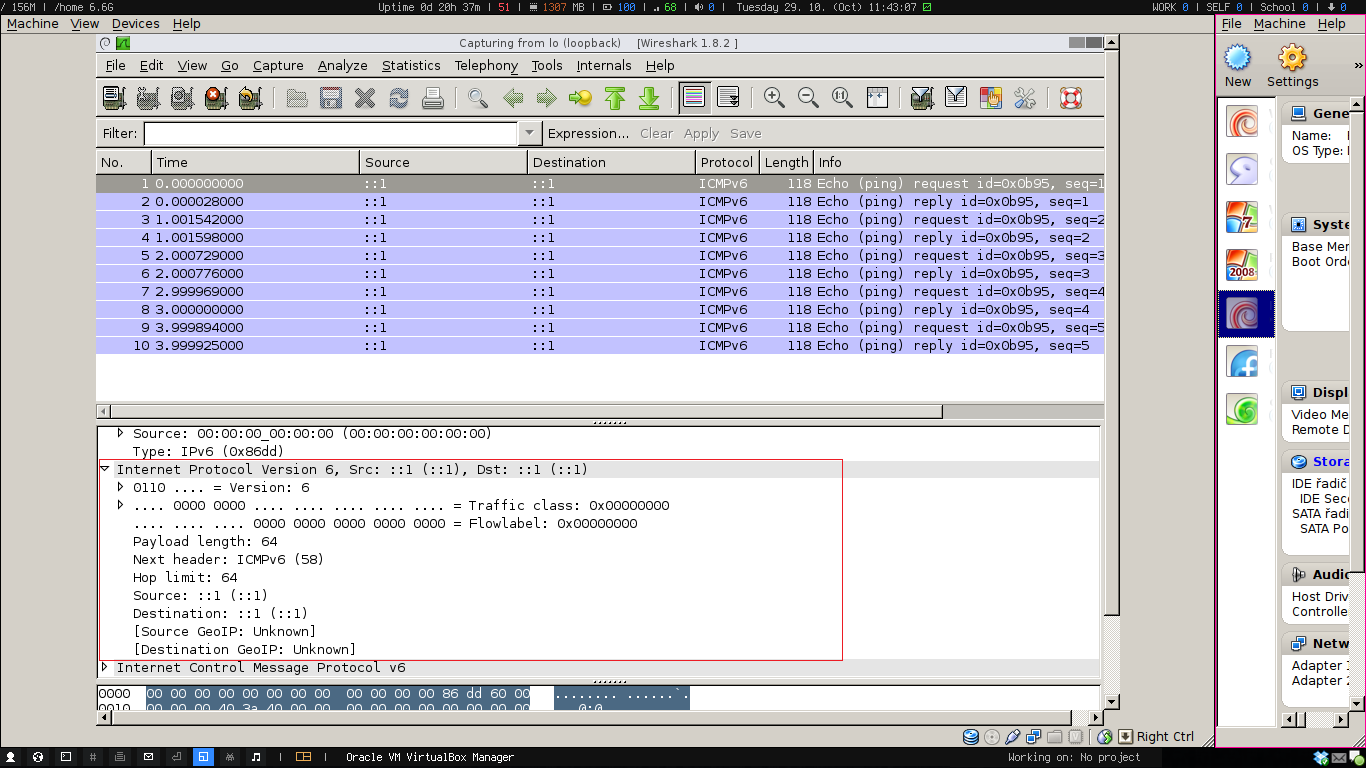 / 156M | /home 6.6G
Uptime 0d 20h 37m | 51 | 1307 MB | 100 | 68 | 0 | Tuesday 29. 10. (Oct) 11:43:07
WORK 0 | SELF 0 | School 0 | 0
Machine View Devices Help
File Machine Help
Capturing from lo (loopback) [Wireshark 1.8.2 ]
File Edit View Go Capture Analyze Statistics Telephony Tools Internals Help
New Settings »
Filter: Expression... Clear Apply Save
No. Time Source Destination Protocol Length Info
1 0.000000000 ::1 ::1 ICMPv6 118 Echo (ping) request id=0x0b95, seq=1
2 0.000028000 ::1 ::1 ICMPv6 118 Echo (ping) reply id=0x0b95, seq=1
3 1.001542000 ::1 ::1 ICMPv6 118 Echo (ping) request id=0x0b95, seq=2
4 1.001598000 ::1 ::1 ICMPv6 118 Echo (ping) reply id=0x0b95, seq=2
5 2.000729000 ::1 ::1 ICMPv6 118 Echo (ping) request id=0x0b95, seq=3
6 2.000776000 ::1 ::1 ICMPv6 118 Echo (ping) reply id=0x0b95, seq=3
7 2.999969000 ::1 ::1 ICMPv6 118 Echo (ping) request id=0x0b95, seq=4
8 3.000000000 ::1 ::1 ICMPv6 118 Echo (ping) reply id=0x0b95, seq=4
9 3.999894000 ::1 ::1 ICMPv6 118 Echo (ping) request id=0x0b95, seq=5
10 3.999925000 ::1 ::1 ICMPv6 118 Echo (ping) reply id=0x0b95, seq=5
Source: 00:00:00_00:00:00 (00:00:00:00:00:00)
Type: IPv6 (0x86dd)
Internet Protocol Version 6, Src: ::1 (::1), Dst: ::1 (::1)
0110 .... = Version: 6
.... 0000 0000 .... .... .... .... .... = Traffic class: 0x00000000
.... .... .... 0000 0000 0000 0000 0000 = Flowlabel: 0x00000000
Payload length: 64
Next header: ICMPv6 (58)
Hop limit: 64
Source: ::1 (::1)
Destination: ::1 (::1)
[Source GeoIP: Unknown]
[Destination GeoIP: Unknown]
Internet Control Message Protocol v6
0000 00 00 00 00 00 00 00 00 00 00 00 00 86 dd 60 00 ........ ......`.
0010 00 00 00 40 3a 40 00 00 00 00 00 00 00 00 00 00 ...@:@..
Right Ctrl
7
2008
Gene
Name:
OS Type:
Syste
Base Mer
Boot Ord
Displ
Video Me
Remote D
Stora
IDE řadič
IDE Sec
SATA řadi
SATA Po
Audio
Host Driv
Controlle
Netw
Adapter 1
Adapter 2
Oracle VM VirtualBox Manager
Working on: No project